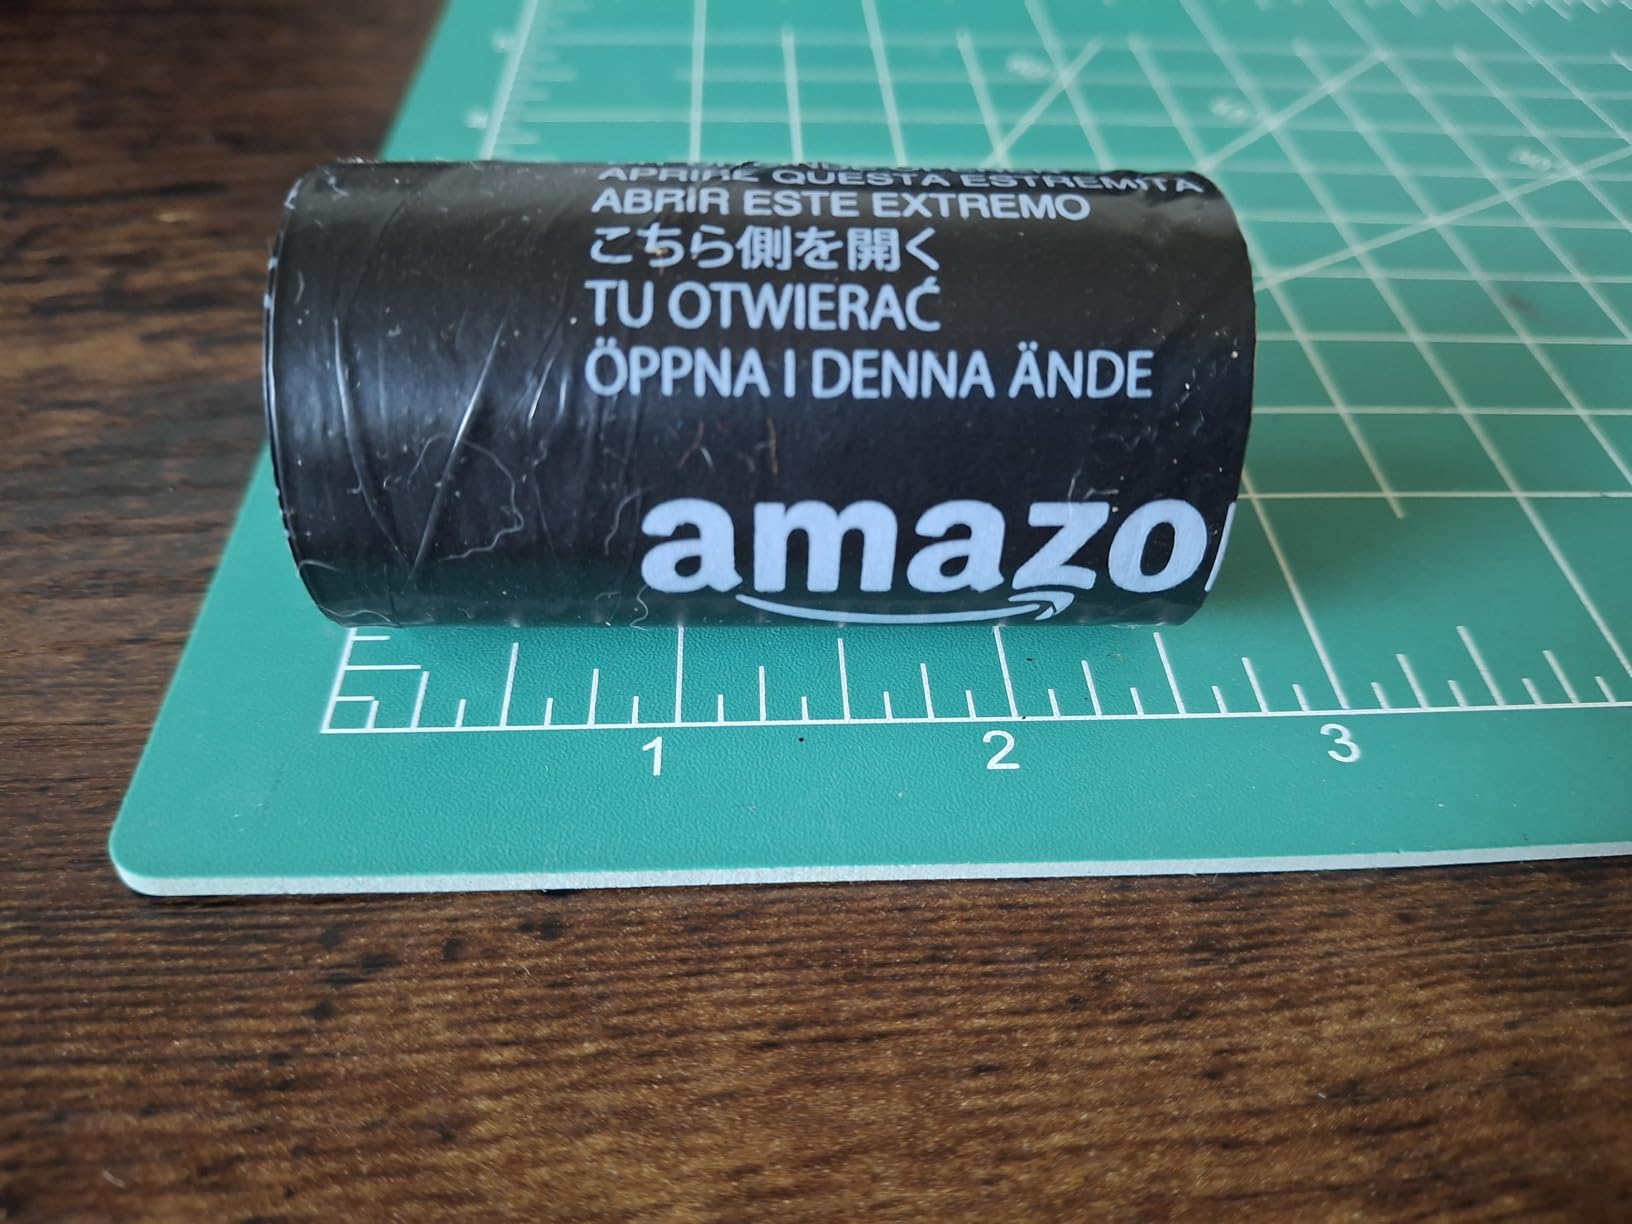 APRIRE QUESTA ESTREMITÀ
ABRIR ESTE EXTREMO
こちら側を開く
TU OTWIERAĆ
ÖPPNA I DENNA ÄNDE
amazo
1 2 3